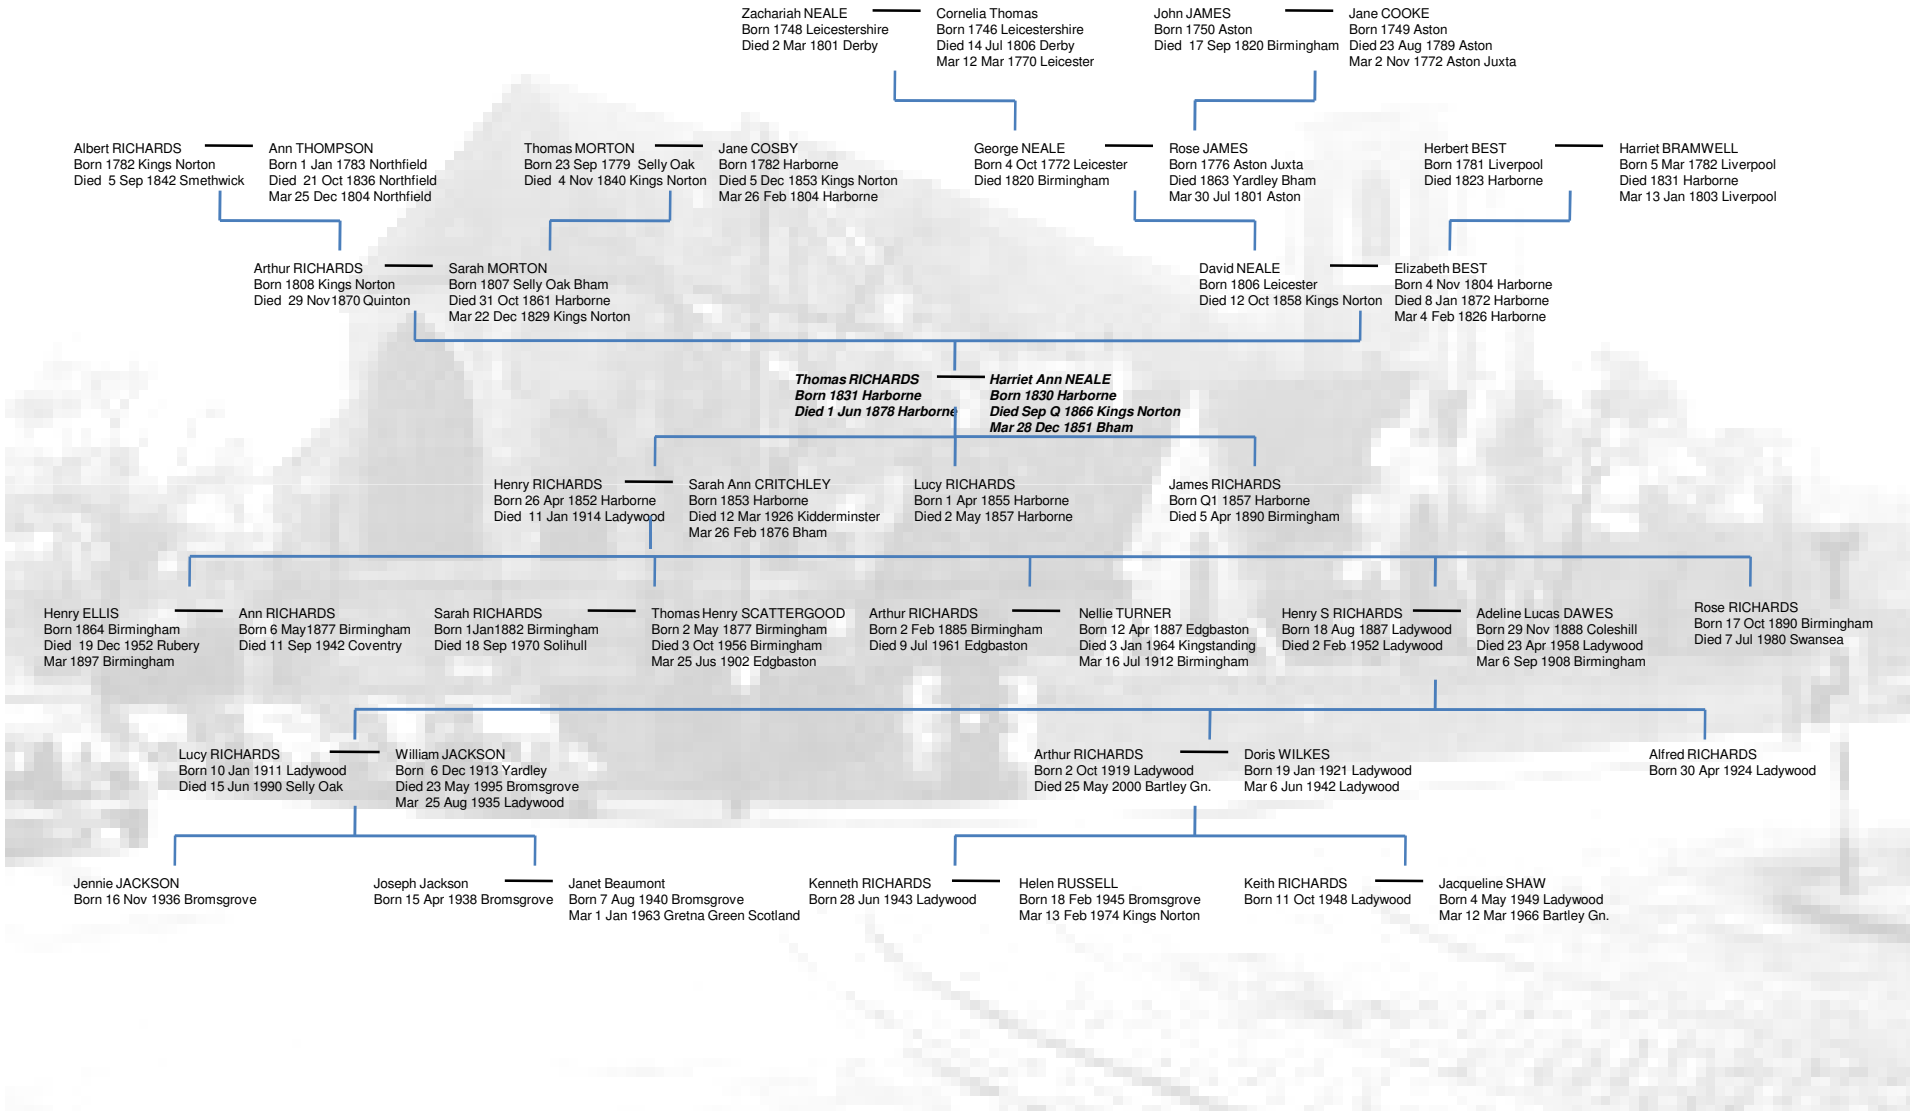 Zachariah NEALE
Born 1748 Leicestershire
Died 2 Mar 1801 Derby
Cornelia Thomas
Born 1746 Leicestershire
Died 14 Jul 1806 Derby
Mar 12 Mar 1770 Leicester
John JAMES
Born 1750 Aston
Died 17 Sep 1820 Birmingham
Jane COOKE
Born 1749 Aston
Died 23 Aug 1789 Aston
Mar 2 Nov 1772 Aston Juxta
Albert RICHARDS
Born 1782 Kings Norton
Died 5 Sep 1842 Smethwick
Ann THOMPSON
Born 1 Jan 1783 Northfield
Died 21 Oct 1836 Northfield
Mar 25 Dec 1804 Northfield
Thomas MORTON
Born 23 Sep 1779 Selly Oak
Died 4 Nov 1840 Kings Norton
Jane COSBY
Born 1782 Harborne
Died 5 Dec 1853 Kings Norton
Mar 26 Feb 1804 Harborne
George NEALE
Born 4 Oct 1772 Leicester
Died 1820 Birmingham
Rose JAMES
Born 1776 Aston Juxta
Died 1863 Yardley Bham
Mar 30 Jul 1801 Aston
Herbert BEST
Born 1781 Liverpool
Died 1823 Harborne
Harriet BRAMWELL
Born 5 Mar 1782 Liverpool
Died 1831 Harborne
Mar 13 Jan 1803 Liverpool
Arthur RICHARDS
Born 1808 Kings Norton
Died 29 Nov1870 Quinton
Sarah MORTON
Born 1807 Selly Oak Bham
Died 31 Oct 1861 Harborne
Mar 22 Dec 1829 Kings Norton
David NEALE
Born 1806 Leicester
Died 12 Oct 1858 Kings Norton
Elizabeth BEST
Born 4 Nov 1804 Harborne
Died 8 Jan 1872 Harborne
Mar 4 Feb 1826 Harborne
Thomas RICHARDS
Born 1831 Harborne
Died 1 Jun 1878 Harborne
Harriet Ann NEALE
Born 1830 Harborne
Died Sep Q 1866 Kings Norton
Mar 28 Dec 1851 Bham
Henry RICHARDS
Born 26 Apr 1852 Harborne
Died 11 Jan 1914 Ladywood
Sarah Ann CRITCHLEY
Born 1853 Harborne
Died 12 Mar 1926 Kidderminster
Mar 26 Feb 1876 Bham
Lucy RICHARDS
Born 1 Apr 1855 Harborne
Died 2 May 1857 Harborne
James RICHARDS
Born Q1 1857 Harborne
Died 5 Apr 1890 Birmingham
Henry ELLIS
Born 1864 Birmingham
Died 19 Dec 1952 Rubery
Mar 1897 Birmingham
Ann RICHARDS
Born 6 May1877 Birmingham
Died 11 Sep 1942 Coventry
Sarah RICHARDS
Born 1Jan1882 Birmingham
Died 18 Sep 1970 Solihull
Thomas Henry SCATTERGOOD
Born 2 May 1877 Birmingham
Died 3 Oct 1956 Birmingham
Mar 25 Jus 1902 Edgbaston
Arthur RICHARDS
Born 2 Feb 1885 Birmingham
Died 9 Jul 1961 Edgbaston
Nellie TURNER
Born 12 Apr 1887 Edgbaston
Died 3 Jan 1964 Kingstanding
Mar 16 Jul 1912 Birmingham
Henry S RICHARDS
Born 18 Aug 1887 Ladywood
Died 2 Feb 1952 Ladywood
Adeline Lucas DAWES
Born 29 Nov 1888 Coleshill
Died 23 Apr 1958 Ladywood
Mar 6 Sep 1908 Birmingham
Rose RICHARDS
Born 17 Oct 1890 Birmingham
Died 7 Jul 1980 Swansea
Lucy RICHARDS
Born 10 Jan 1911 Ladywood
Died 15 Jun 1990 Selly Oak
William JACKSON
Born 6 Dec 1913 Yardley
Died 23 May 1995 Bromsgrove
Mar 25 Aug 1935 Ladywood
Arthur RICHARDS
Born 2 Oct 1919 Ladywood
Died 25 May 2000 Bartley Gn.
Doris WILKES
Born 19 Jan 1921 Ladywood
Mar 6 Jun 1942 Ladywood
Alfred RICHARDS
Born 30 Apr 1924 Ladywood
Jennie JACKSON
Born 16 Nov 1936 Bromsgrove
Joseph Jackson
Born 15 Apr 1938 Bromsgrove
Janet Beaumont
Born 7 Aug 1940 Bromsgrove
Mar 1 Jan 1963 Gretna Green Scotland
Kenneth RICHARDS
Born 28 Jun 1943 Ladywood
Helen RUSSELL
Born 18 Feb 1945 Bromsgrove
Mar 13 Feb 1974 Kings Norton
Keith RICHARDS
Born 11 Oct 1948 Ladywood
Jacqueline SHAW
Born 4 May 1949 Ladywood
Mar 12 Mar 1966 Bartley Gn.